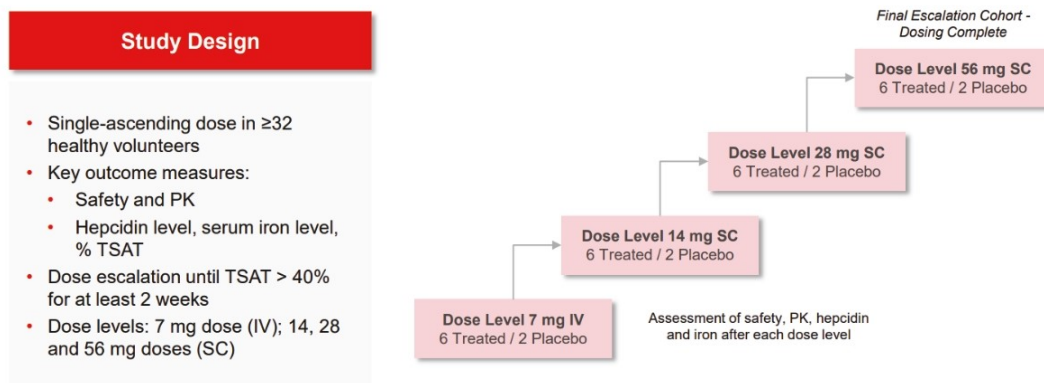 Study Design
• Single-ascending dose in ≥32
healthy volunteers
• Key outcome measures:
• Safety and PK
• Hepcidin level, serum iron level,
% TSAT
• Dose escalation until TSAT > 40%
for at least 2 weeks
• Dose levels: 7 mg dose (IV); 14, 28
and 56 mg doses (SC)
Final Escalation Cohort -
Dosing Complete
Dose Level 56 mg SC
6 Treated / 2 Placebo
Dose Level 28 mg SC
6 Treated / 2 Placebo
Dose Level 14 mg SC
6 Treated / 2 Placebo
Dose Level 7 mg IV
6 Treated / 2 Placebo
Assessment of safety, PK, hepcidin
and iron after each dose level